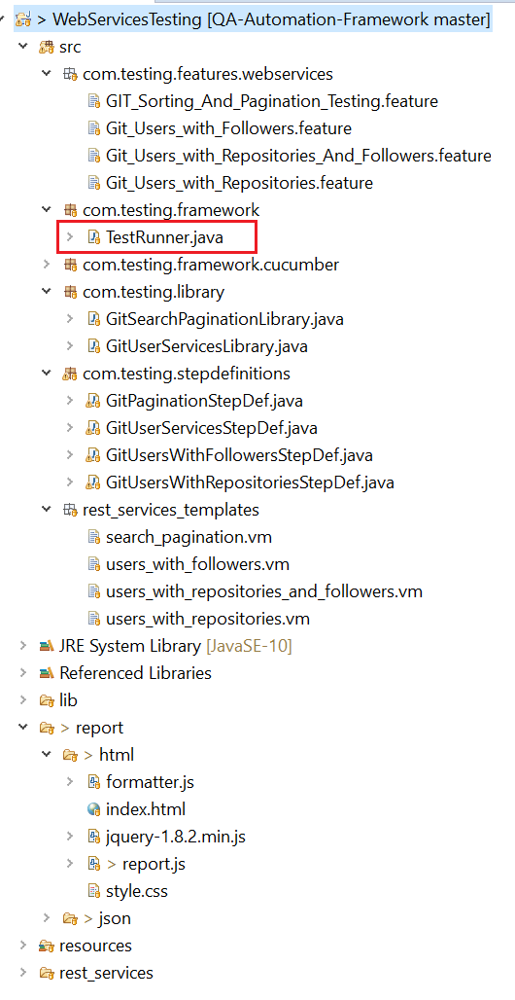 > WebServicesTesting [QA-Automation-Framework master]
src
com.testing.features.webservices
GIT_Sorting_And_Pagination_Testing.feature
Git_Users_with_Followers.feature
Git_Users_with_Repositories_And_Followers.feature
Git_Users_with_Repositories.feature
com.testing.framework
TestRunner.java
com.testing.framework.cucumber
com.testing.library
GitSearchPaginationLibrary.java
GitUserServicesLibrary.java
com.testing.stepdefinitions
GitPaginationStepDef.java
GitUserServicesStepDef.java
GitUsersWithFollowersStepDef.java
GitUsersWithRepositoriesStepDef.java
rest_services_templates
search_pagination.vm
users_with_followers.vm
users_with_repositories_and_followers.vm
users_with_repositories.vm
JRE System Library [JavaSE-10]
Referenced Libraries
lib
> report
> html
formatter.js
index.html
jquery-1.8.2.min.js
> report.js
style.css
> json
resources
rest_services